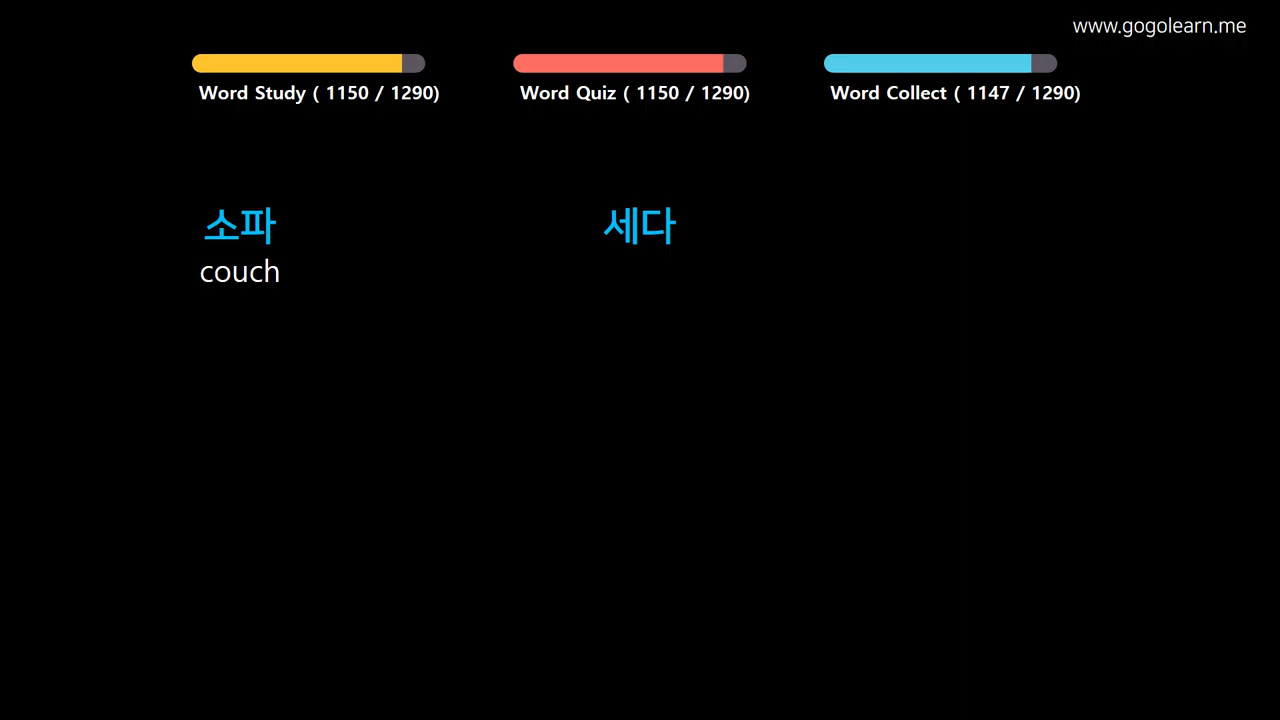 www.gogolearn.me
Word Study ( 1150 / 1290)
Word Quiz ( 1150 / 1290)
Word Collect ( 1147 / 1290)
소파
세다
couch